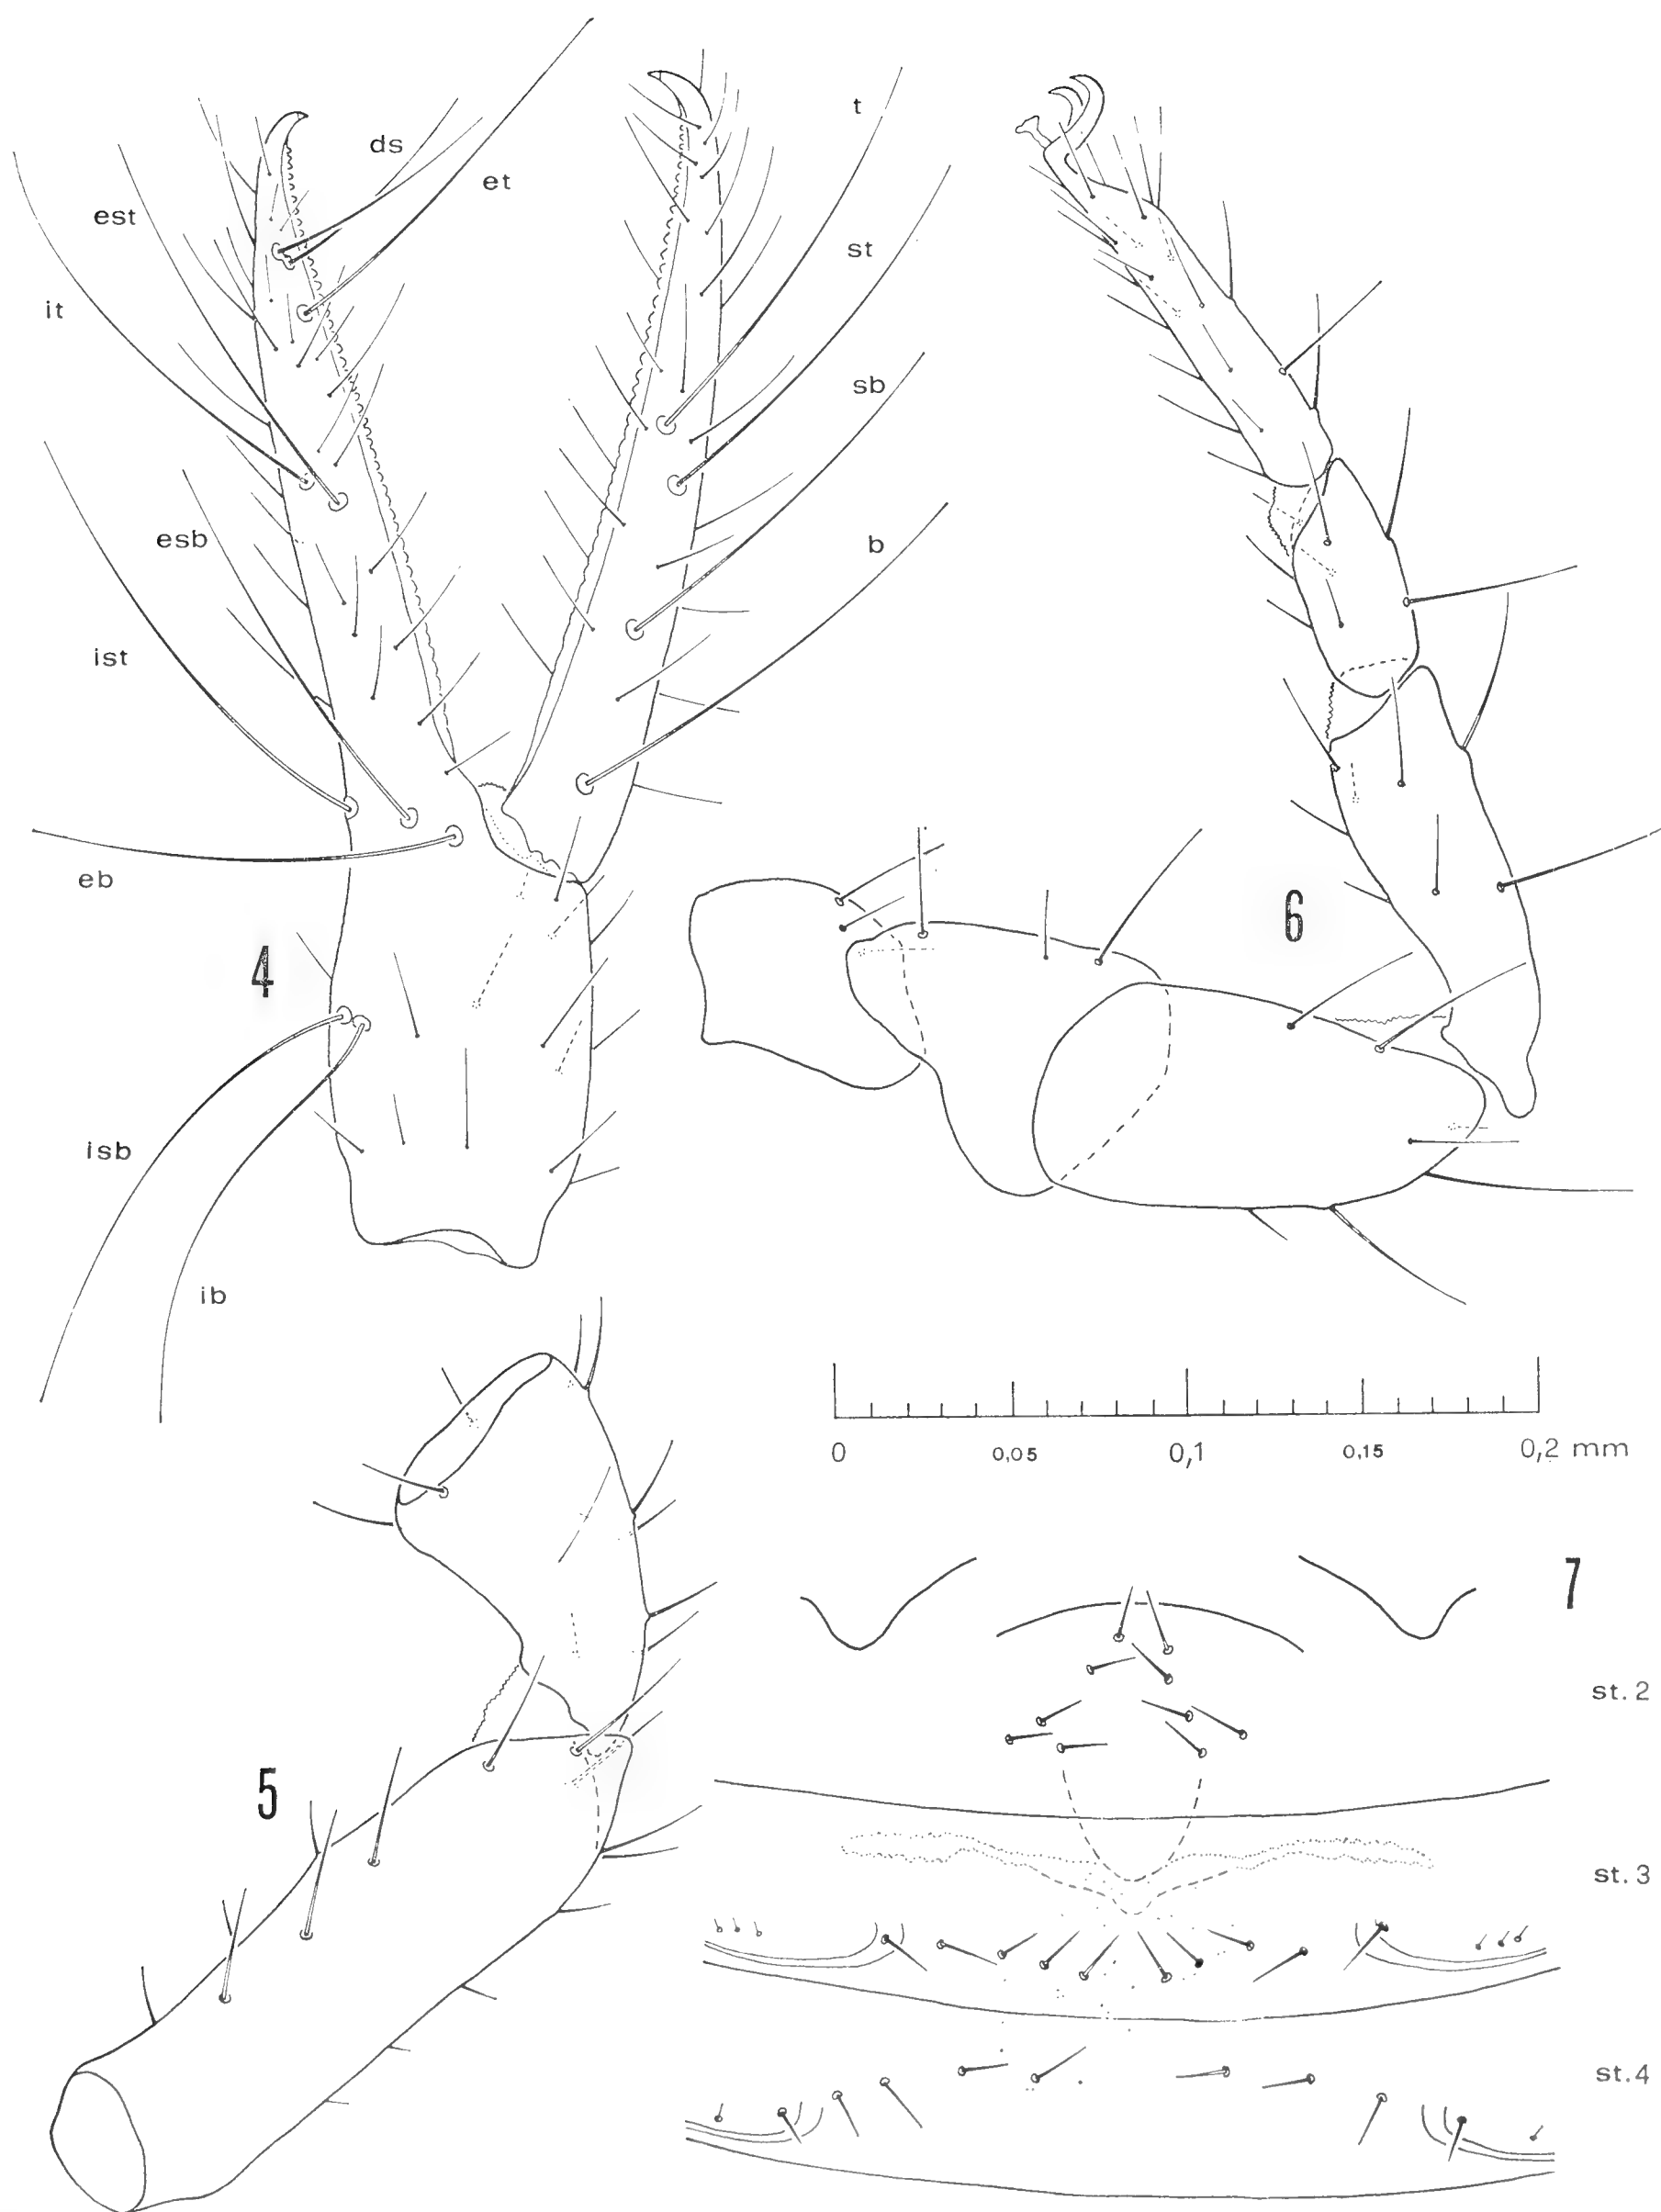 t
ds
et
est
st
it
sb
esb
b
ist
eb
6
4
isb
ib
0 0,05 0,1 0,15 0,2 mm
7
st. 2
5
st. 3
st. 4